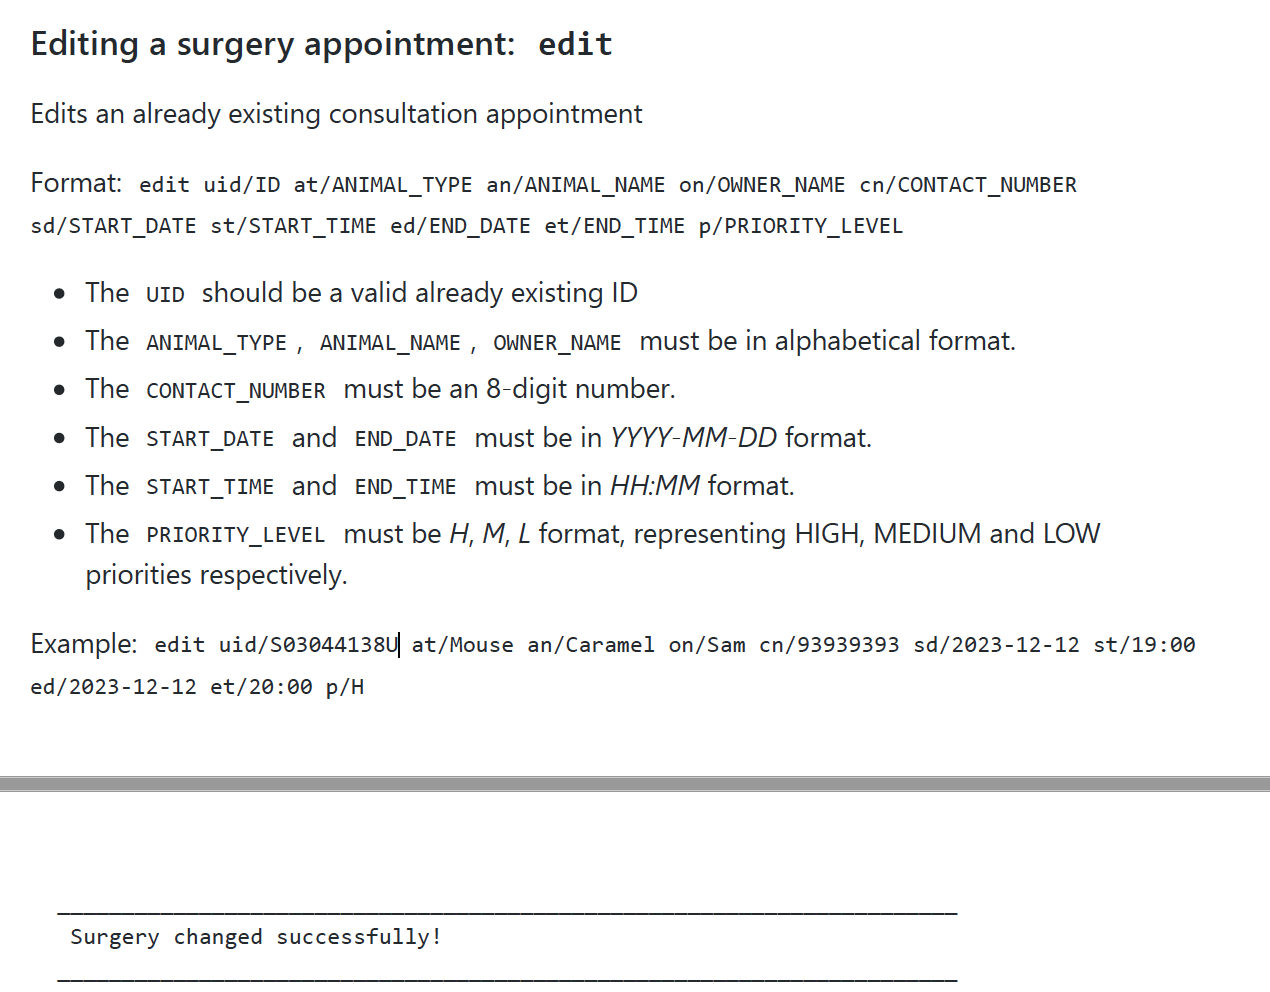 Editing a surgery appointment: edit
Edits an already existing consultation appointment
Format: edit uid/ID at/ANIMAL_TYPE an/ANIMAL_NAME on/OWNER_NAME cn/CONTACT_NUMBER
sd/START_DATE st/START_TIME ed/END_DATE et/END_TIME p/PRIORITY_LEVEL
• The UID should be a valid already existing ID
• The ANIMAL_TYPE , ANIMAL_NAME , OWNER_NAME must be in alphabetical format.
• The CONTACT_NUMBER must be an 8-digit number.
• The START_DATE and END_DATE must be in YYYY-MM-DD format.
• The START_TIME and END_TIME must be in HH:MM format.
• The PRIORITY_LEVEL must be H, M, L format, representing HIGH, MEDIUM and LOW
priorities respectively.
Example: edit uid/S03044138U at/Mouse an/Caramel on/Sam cn/93939393 sd/2023-12-12 st/19:00
ed/2023-12-12 et/20:00 p/H
Surgery changed successfully!